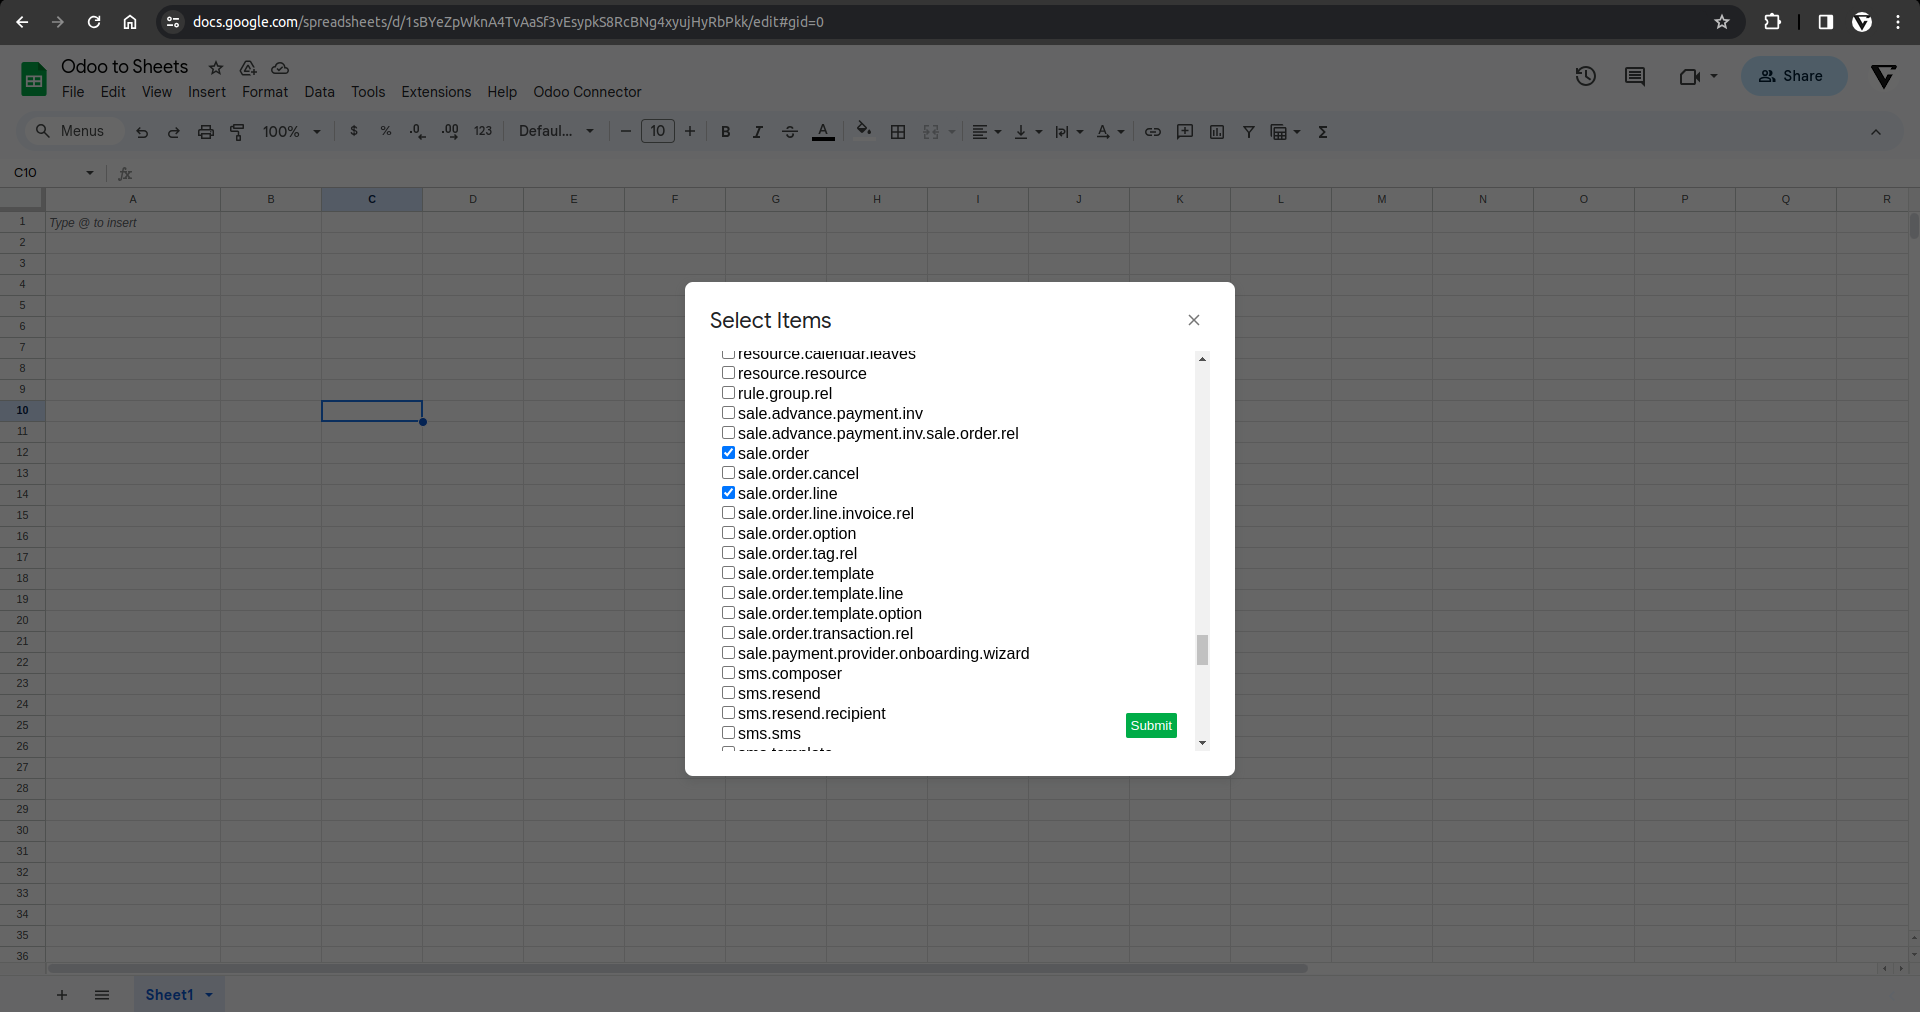 docs.google.com/spreadsheets/d/1sBYeZpWknA4TvAaSf3vEsypkS8RcBNg4xyujHyRbPkk/edit#gid=0
Odoo to Sheets
File Edit View Insert Format Data Tools Extensions Help Odoo Connector
Share
Menus 100% $ % .0 .00 123 Defaul... 10 B I A
C10 fx
A B C D E F G H I J K L M N O P Q R
1 Type @ to insert
2
3
4
5
6
7
8
9
10
11
12
13
14
15
16
17
18
19
20
21
22
23
24
25
26
27
28
29
30
31
32
33
34
35
36
Select Items
resource.calendar.leaves
resource.resource
rule.group.rel
sale.advance.payment.inv
sale.advance.payment.inv.sale.order.rel
sale.order
sale.order.cancel
sale.order.line
sale.order.line.invoice.rel
sale.order.option
sale.order.tag.rel
sale.order.template
sale.order.template.line
sale.order.template.option
sale.order.transaction.rel
sale.payment.provider.onboarding.wizard
sms.composer
sms.resend
sms.resend.recipient
sms.sms
sms.template
Submit
Sheet1